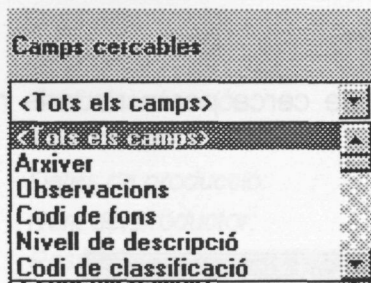 Camps cercables
<Tots els camps>
<Tots els camps>
Arxiver
Observacions
Codi de fons
Nivell de descripció
Codi de classificació